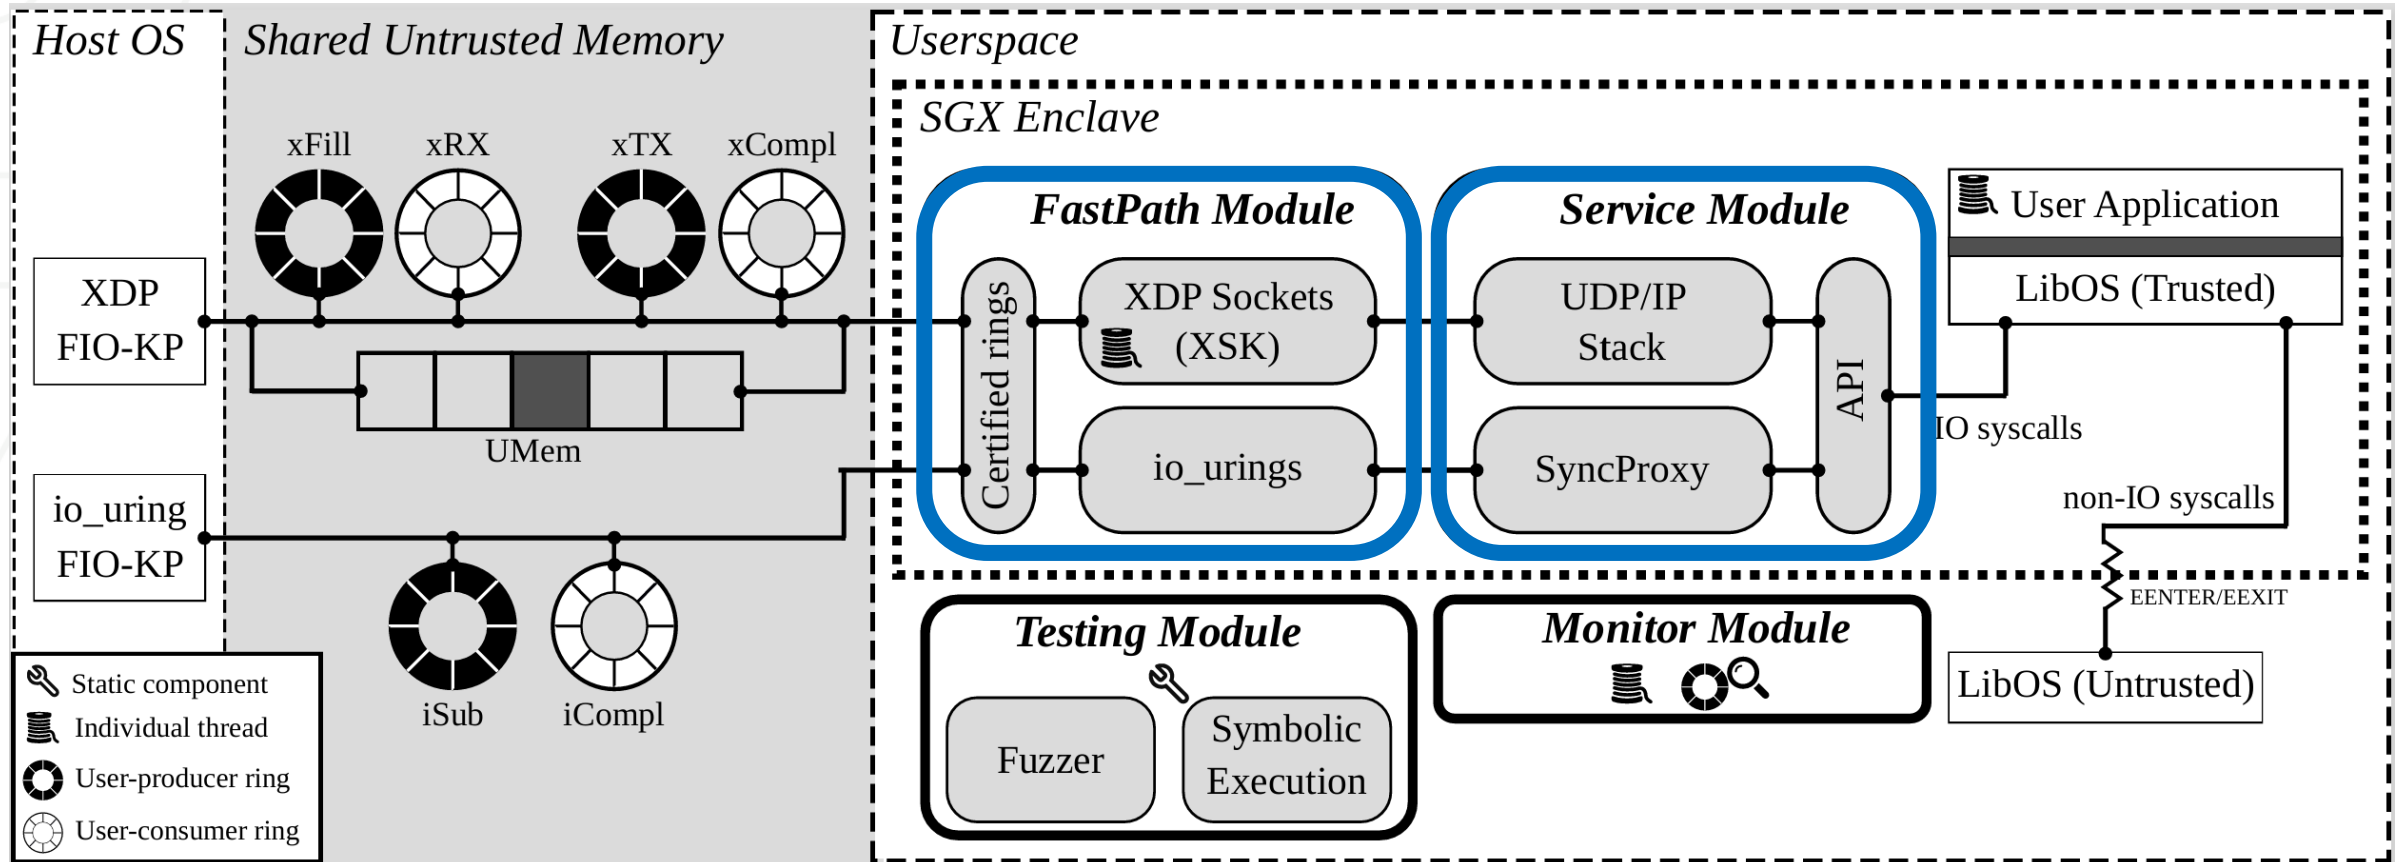 Host OS
Shared Untrusted Memory
Userspace
SGX Enclave
xFill
xRX
xTX
xCompl
XDP
FIO-KP
UMem
io_uring
FIO-KP
iSub
iCompl
FastPath Module
Certified rings
XDP Sockets
(XSK)
io_urings
Service Module
UDP/IP
Stack
SyncProxy
API
User Application
LibOS (Trusted)
IO syscalls
non-IO syscalls
EENTER/EEXIT
LibOS (Untrusted)
Testing Module
Fuzzer
Symbolic
Execution
Monitor Module
Static component
Individual thread
User-producer ring
User-consumer ring